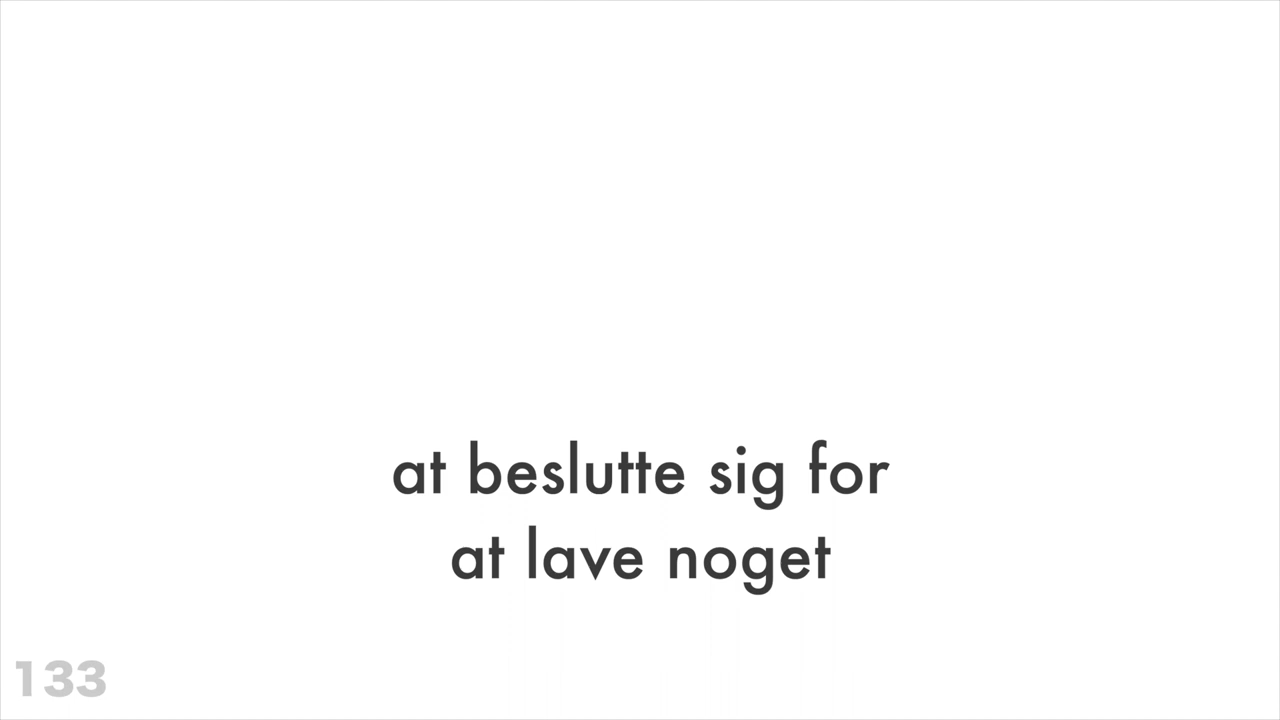 at beslutte sig for
at lave noget
133